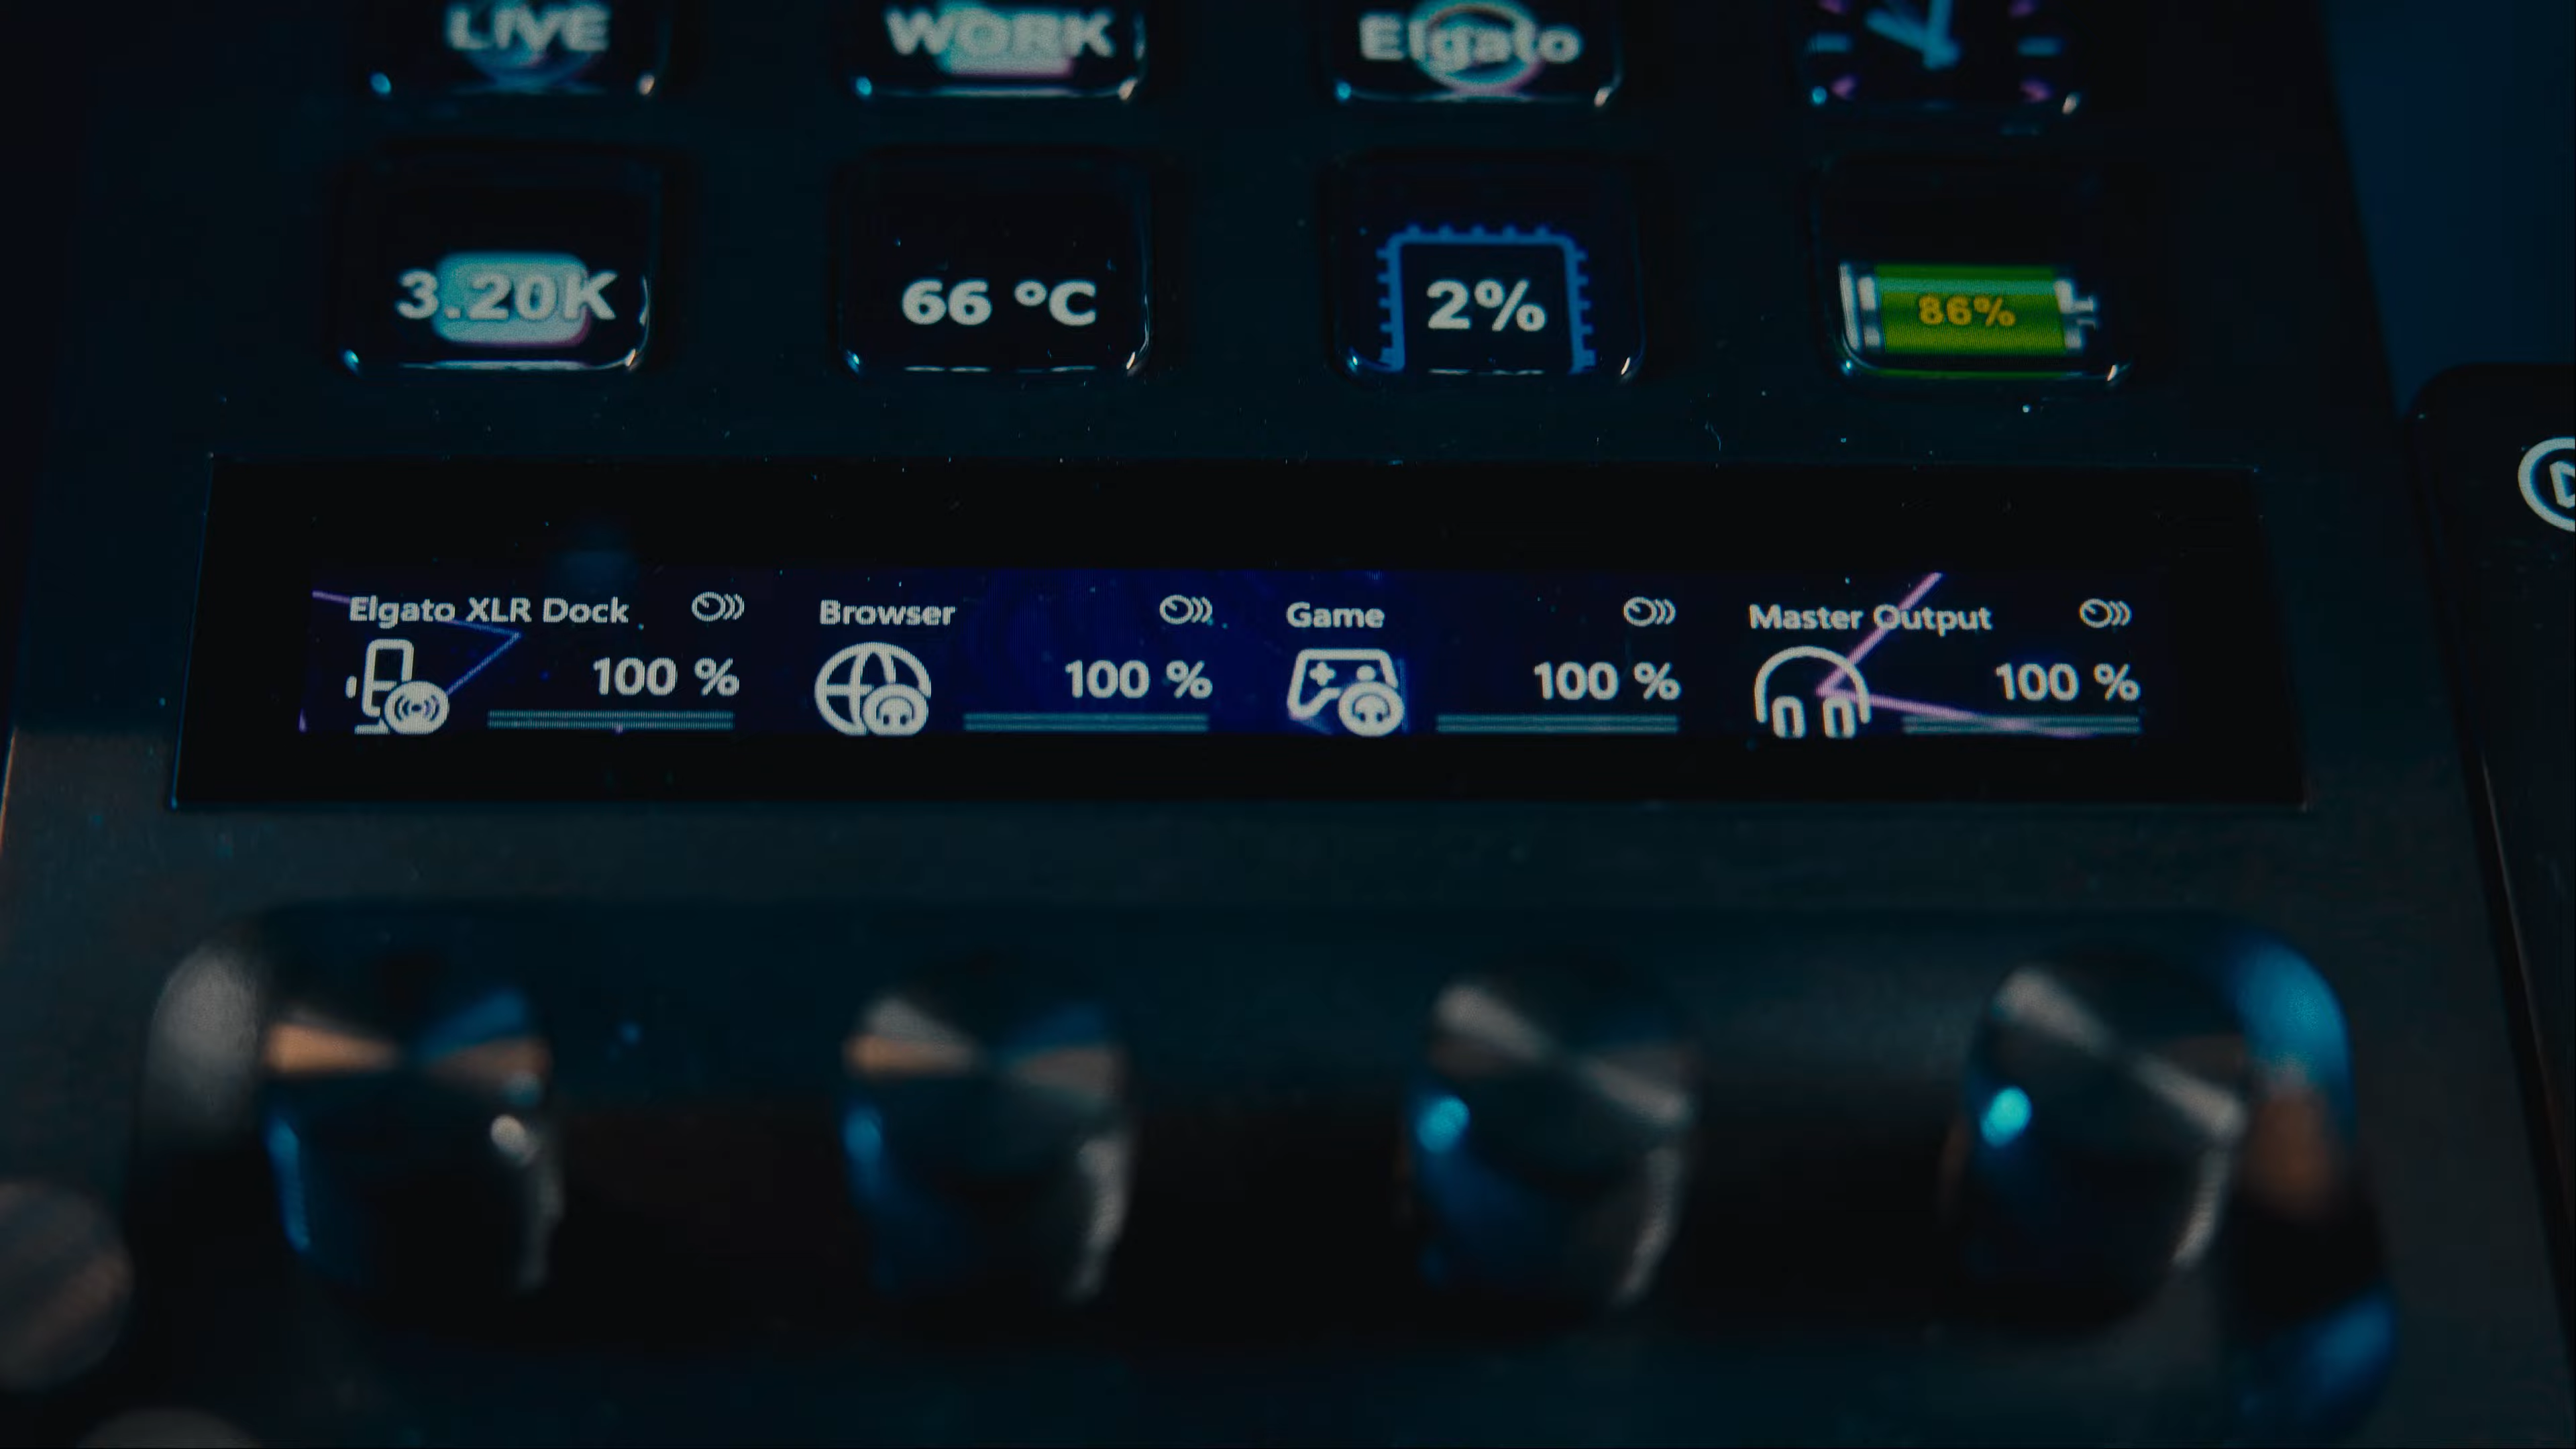 LIVE
WORK
Elgato
3.20K
66 °C
2%
86%
Elgato XLR Dock
100 %
Browser
100 %
Game
100 %
Master Output
100 %